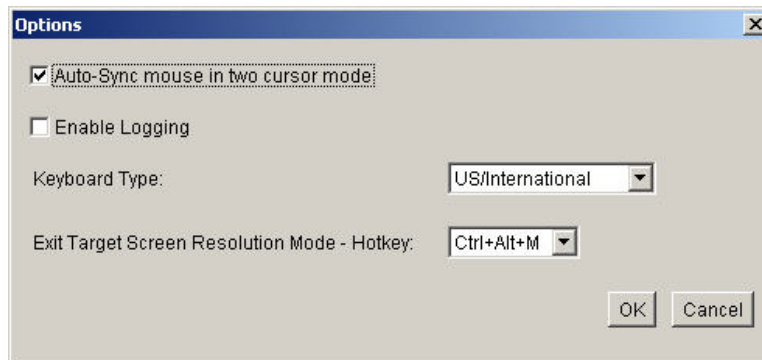 Options
Auto-Sync mouse in two cursor mode
Enable Logging
Keyboard Type: US/International
Exit Target Screen Resolution Mode - Hotkey: Ctrl+Alt+M
OK Cancel